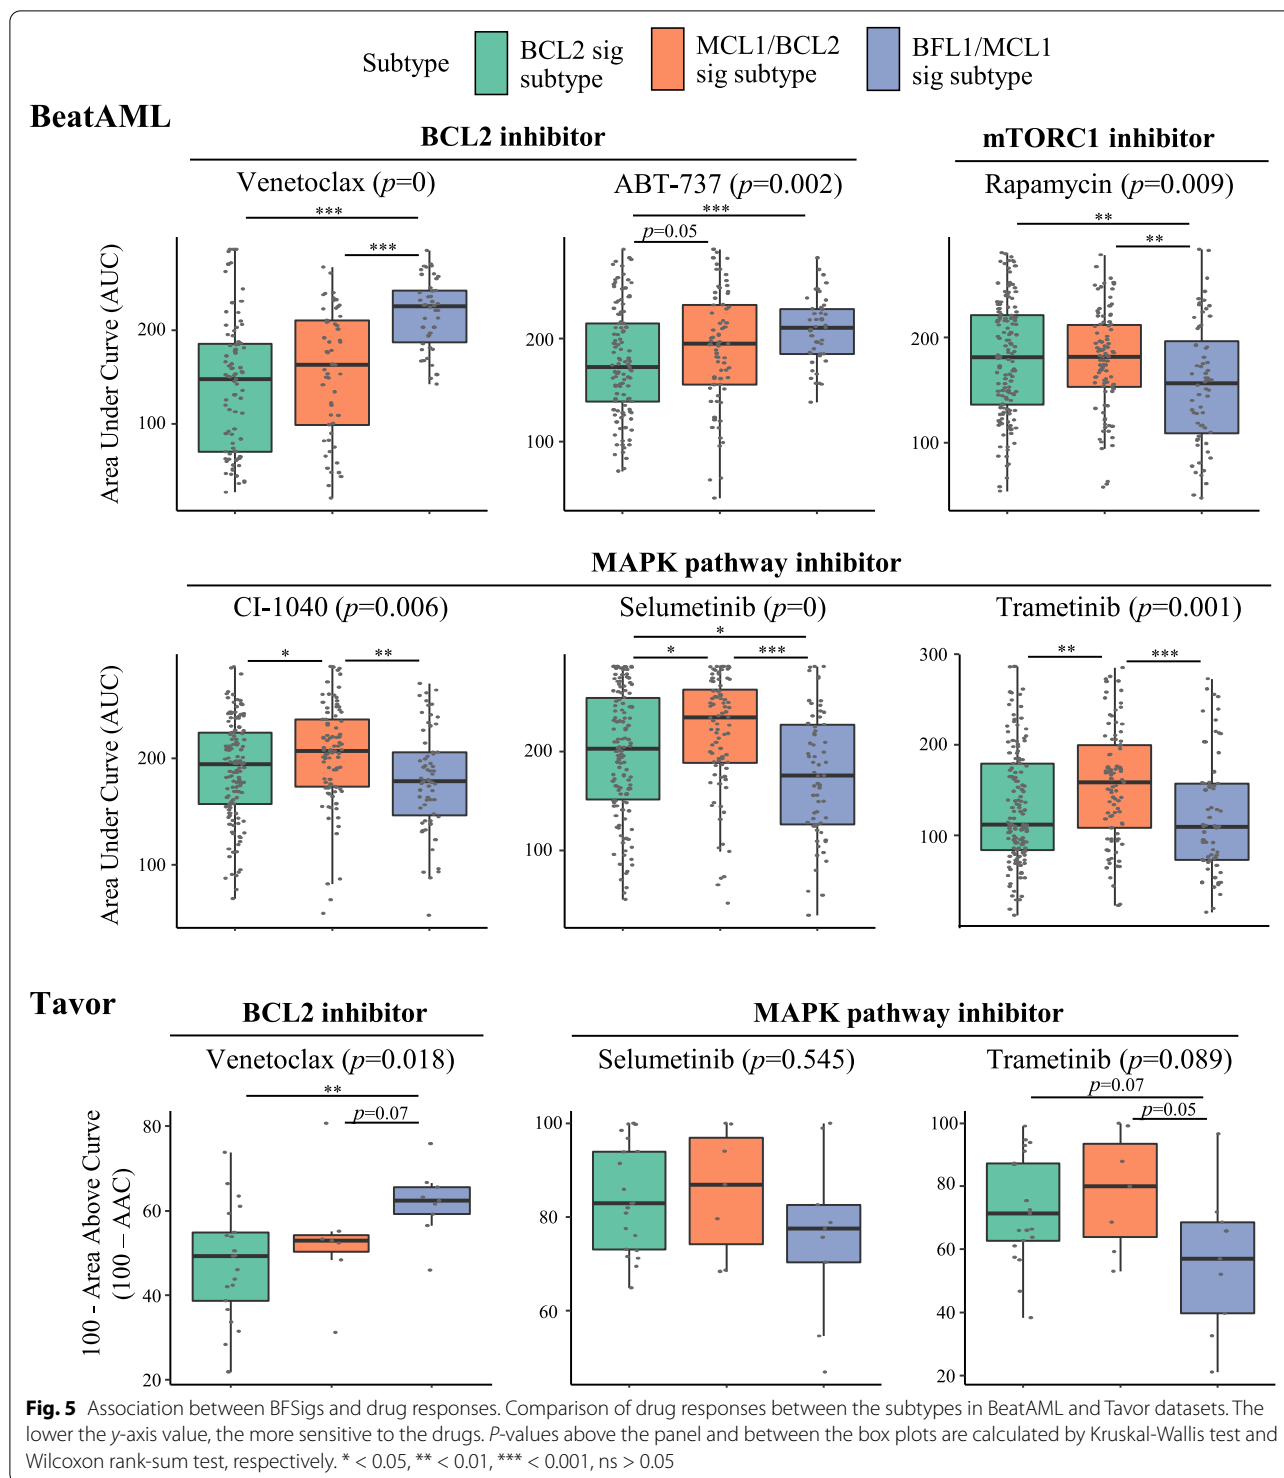 Subtype
BCL2 sig
subtype
MCL1/BCL2
sig subtype
BFL1/MCL1
sig subtype
BeatAML
BCL2 inhibitor
mTORC1 inhibitor
Venetoclax (p=0)
ABT-737 (p=0.002)
Rapamycin (p=0.009)
***
***
***
p=0.05
**
**
Area Under Curve (AUC)
200
100
200
100
200
100
MAPK pathway inhibitor
CI-1040 (p=0.006)
Selumetinib (p=0)
Trametinib (p=0.001)
*
**
*
*
***
**
***
Area Under Curve (AUC)
200
100
200
100
300
200
100
Tavor
BCL2 inhibitor
MAPK pathway inhibitor
Venetoclax (p=0.018)
Selumetinib (p=0.545)
Trametinib (p=0.089)
**
p=0.07
p=0.07
p=0.05
100 - Area Above Curve
(100 – AAC)
80
60
40
20
100
80
60
100
80
60
40
20
Fig. 5 Association between BFSigs and drug responses. Comparison of drug responses between the subtypes in BeatAML and Tavor datasets. The
lower the y-axis value, the more sensitive to the drugs. P-values above the panel and between the box plots are calculated by Kruskal-Wallis test and
Wilcoxon rank-sum test, respectively. * < 0.05, ** < 0.01, *** < 0.001, ns > 0.05